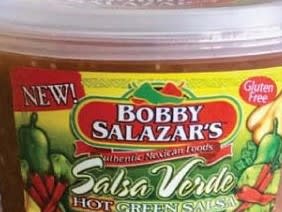 NEW!
Gluten
Free
BOBBY
SALAZAR'S
Authentic Mexican Foods
Salsa Verde
HOT GREEN SALSA